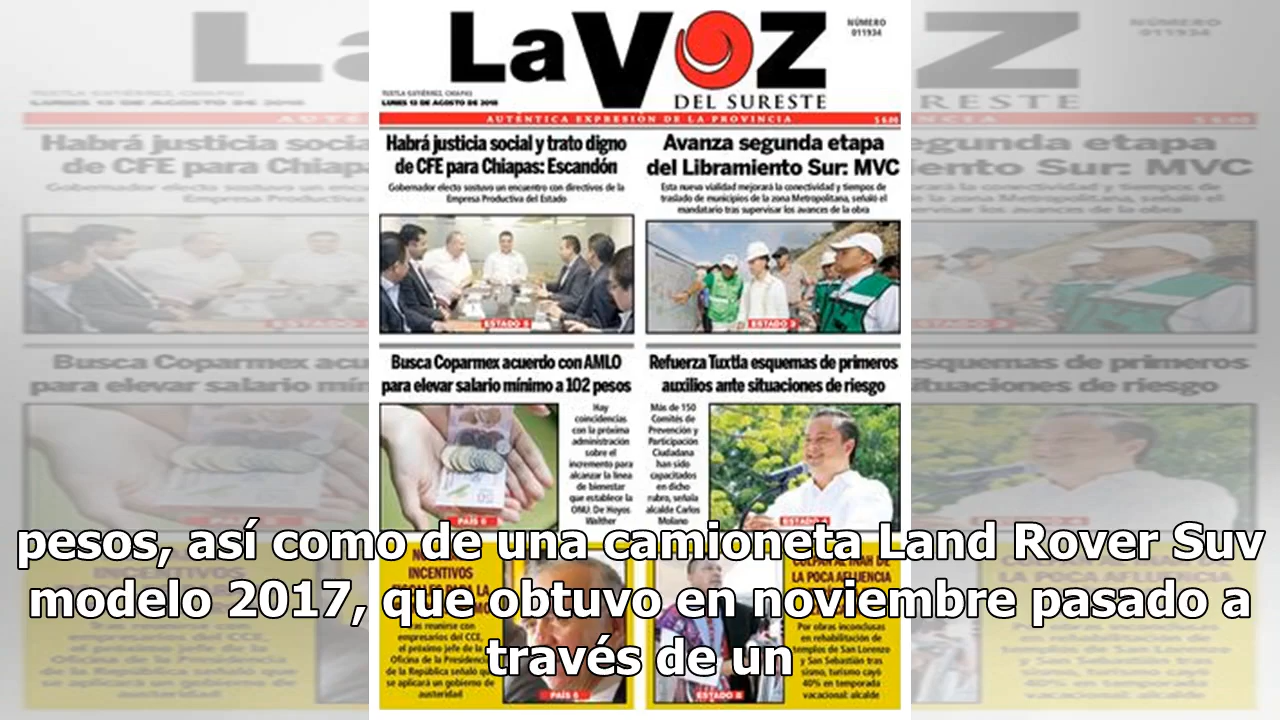 La VOZ
DEL SURESTE
NÚMERO
011934
TUXTLA GUTIÉRREZ, CHIAPAS
LUNES 13 DE AGOSTO DE 2018
AUTÉNTICA EXPRESIÓN DE LA PROVINCIA
$ 6.00
Habrá justicia social y trato digno
de CFE para Chiapas: Escandón
Gobernador electo sostuvo un encuentro con directivos de la
Empresa Productiva del Estado
ESTADO 5
Avanza segunda etapa
del Libramiento Sur: MVC
Esta nueva vialidad mejorará la conectividad y tiempos de
traslado de municipios de la zona Metropolitana, señaló el
mandatario tras supervisar los avances de la obra
ESTADO 3
Busca Coparmex acuerdo con AMLO
para elevar salario mínimo a 102 pesos
Hay
coincidencias
con la próxima
administración
sobre el
incremento para
alcanzar la línea
de bienestar
que establece la
ONU: De Hoyos
Walther
PAÍS 6
Refuerza Tuxtla esquemas de primeros
auxilios ante situaciones de riesgo
Más de 150
Comités de
Prevención y
Participación
Ciudadana
han sido
capacitados
en dicho
rubro, señala
alcalde Carlos
Molano
ESTADO
INCENTIVOS
empresarios del CCE,
el próximo jefe de la
Oficina de la Presidencia
de la República señaló que
se aplicará un gobierno de
austeridad
PAÍS 6
CULPAN AL INAH DE
LA POCA AFLUENCIA
Por obras inconclusas
en rehabilitación de
templos de San Lorenzo
y San Sebastián tras
sismo, turismo cayó
40% en temporada
vacacional: alcalde
ESTADO 8
pesos, así como de una camioneta Land Rover Suv
modelo 2017, que obtuvo en noviembre pasado a
través de un